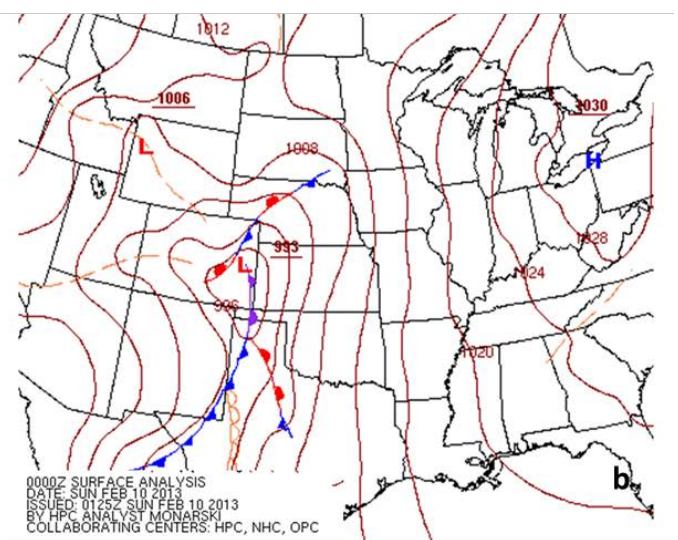 1012
1006
1030
L
1008
H
993
1028
L
1024
996
1020
b
0000Z SURFACE ANALYSIS
DATE: SUN FEB 10 2013
ISSUED: 0125Z SUN FEB 10 2013
BY HPC ANALYST MONARSKI
COLLABORATING CENTERS: HPC, NHC, OPC